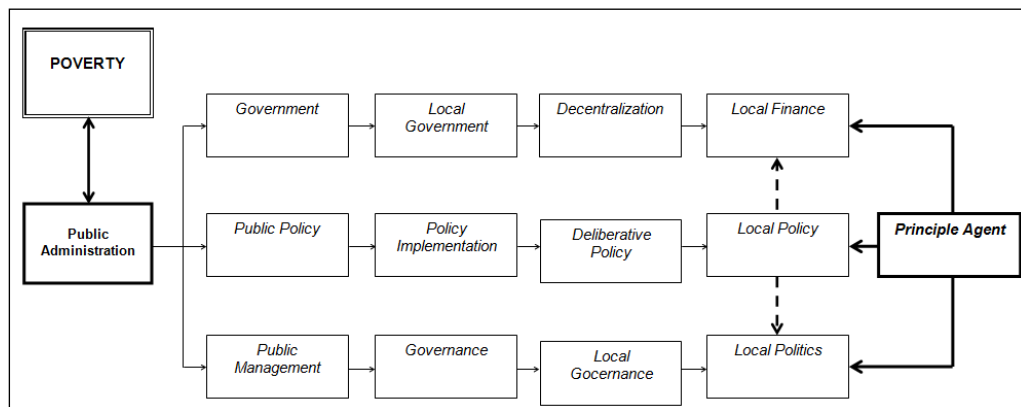 POVERTY
Government
Local
Government
Decentralization
Local Finance
Public
Administration
Public Policy
Policy
Implementation
Deliberative
Policy
Local Policy
Principle Agent
Public
Management
Governance
Local
Gocernance
Local Politics